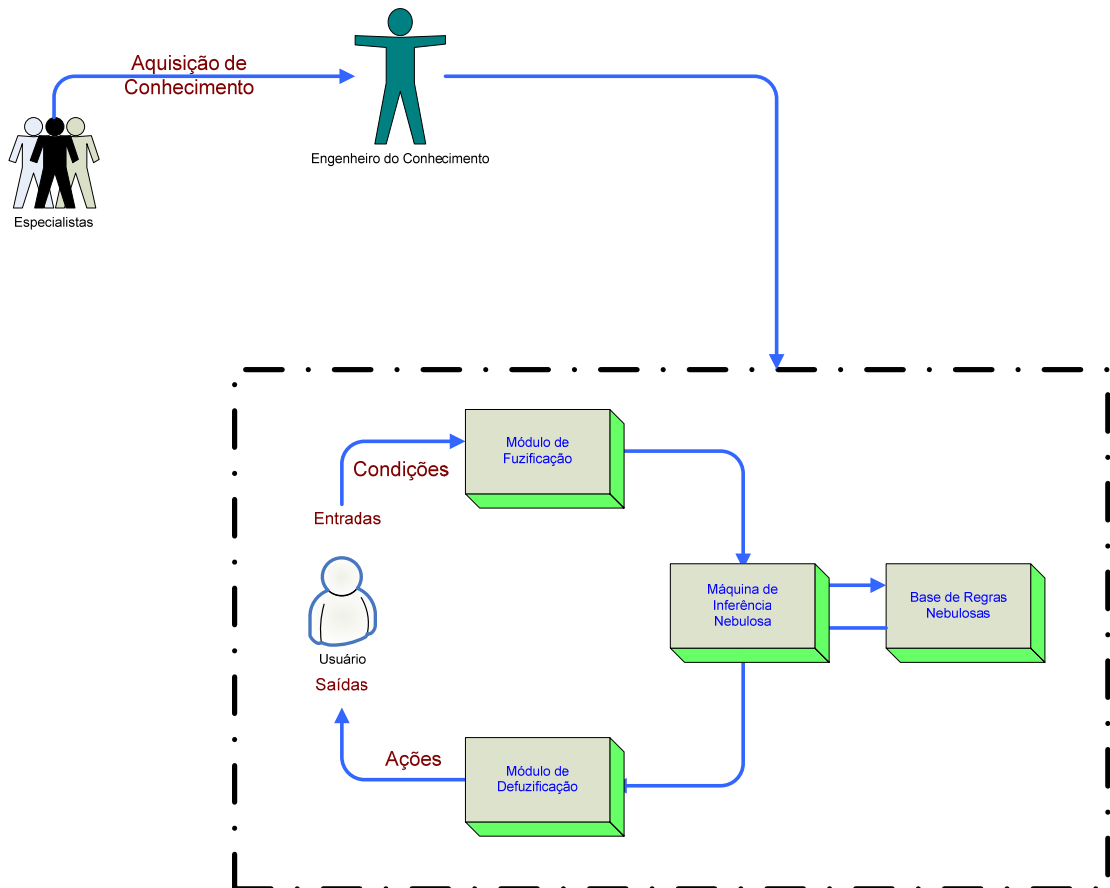 Aquisição de
Conhecimento
Engenheiro do Conhecimento
Especialistas
Módulo de
Fuzificação
Condições
Entradas
Máquina de
Inferência
Nebulosa
Base de Regras
Nebulosas
Usuário
Saídas
Ações
Módulo de
Defuzificação